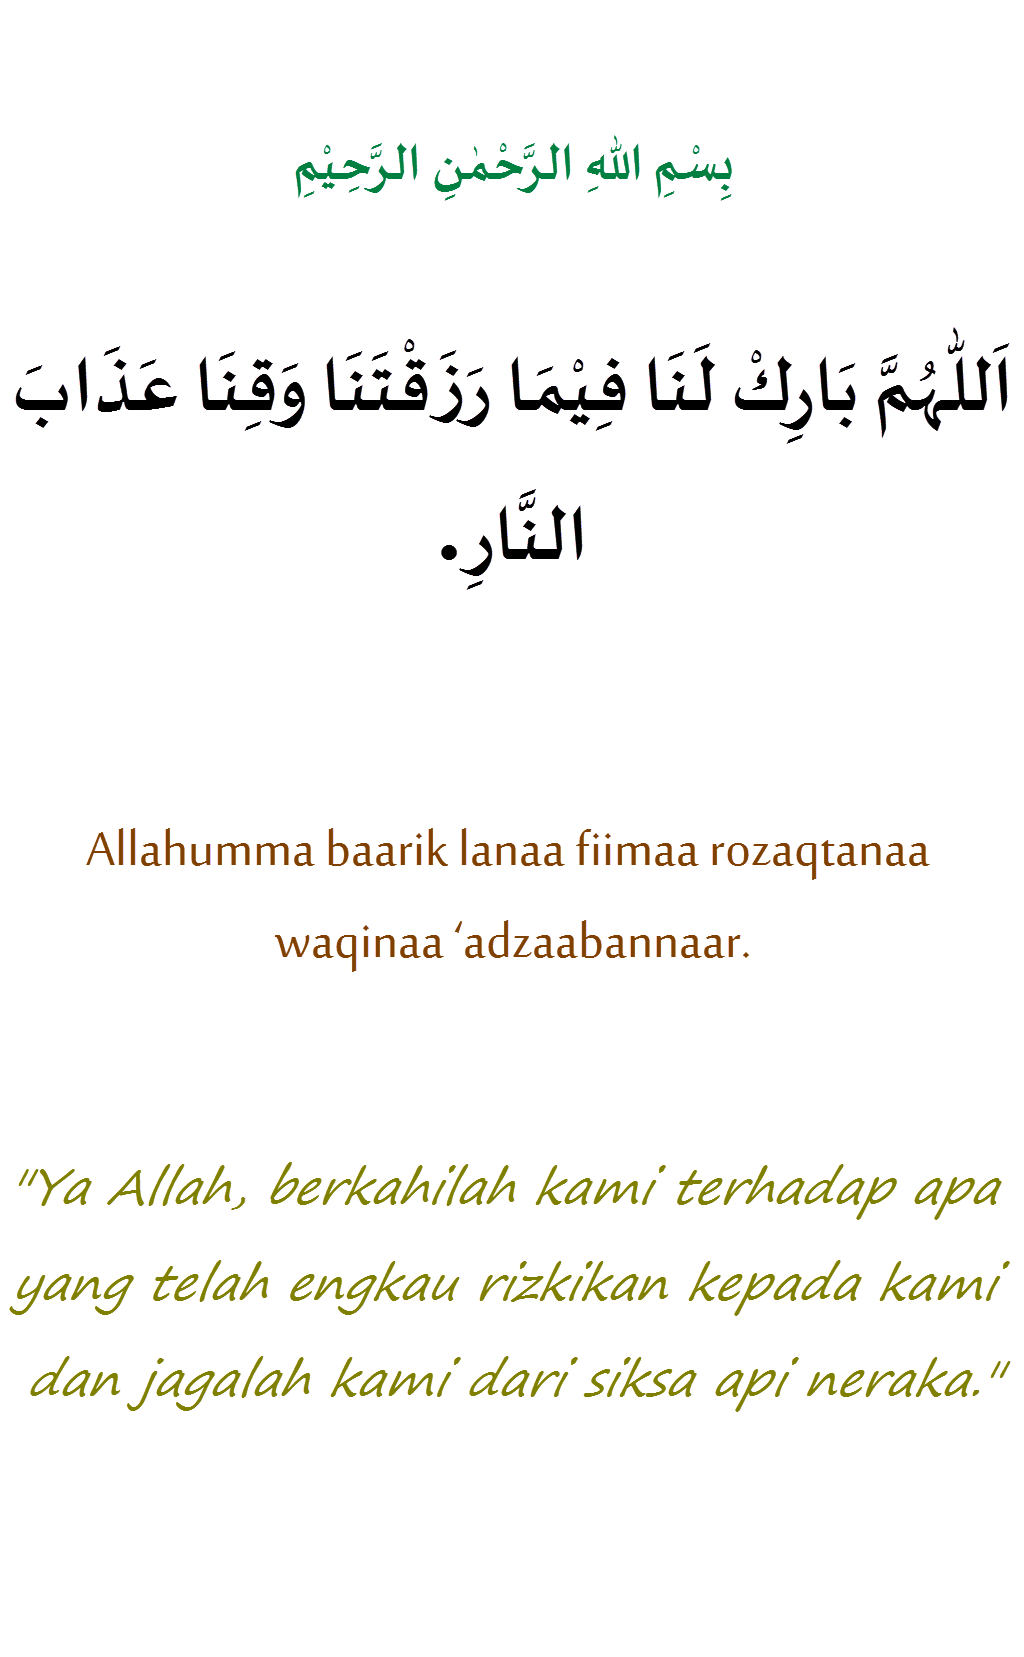 بِسْمِ اللهِ الرَّحْمٰنِ الرَّحِيْمِ
اَللّٰهُمَّ بَارِكْ لَنَا فِيْمَا رَزَقْتَنَا وَقِنَا عَذَابَ
النَّارِ.
Allahumma baarik lanaa fiimaa rozaqtanaa
waqinaa ‘adzaabannaar.
"Ya Allah, berkahilah kami terhadap apa
yang telah engkau rizkikan kepada kami
dan jagalah kami dari siksa api neraka."